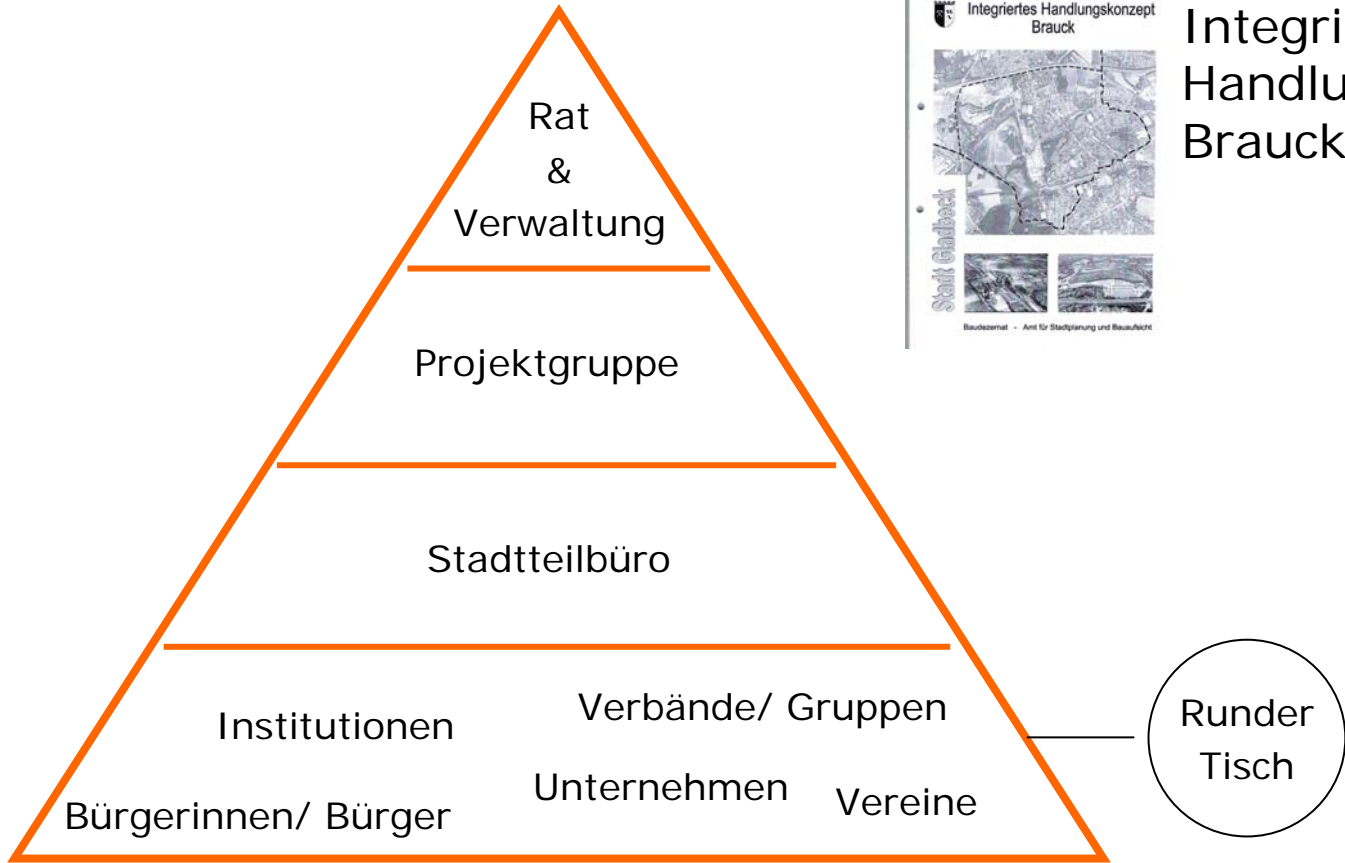 Integriertes Handlungskonzept
Brauck
Stadt Gladbeck
Baudezernat - Amt für Stadtplanung und Bauaufsicht
Integri
Handlu
Brauck
Rat
&
Verwaltung
Projektgruppe
Stadtteilbüro
Institutionen
Verbände/ Gruppen
Unternehmen
Vereine
Bürgerinnen/ Bürger
Runder
Tisch